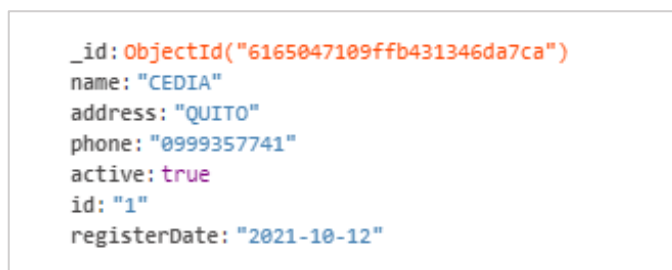 _id: ObjectId("6165047109ffb431346da7ca")
name: "CEDIA"
address: "QUITO"
phone: "0999357741"
active: true
id: "1"
registerDate: "2021-10-12"